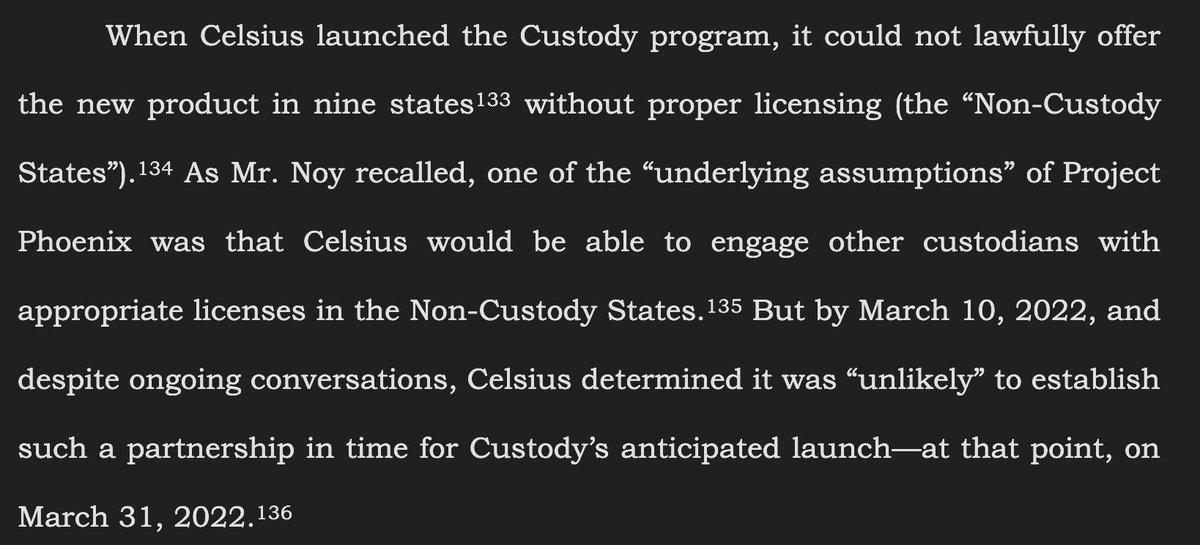 When Celsius launched the Custody program, it could not lawfully offer
the new product in nine states133 without proper licensing (the “Non-Custody
States”).134 As Mr. Noy recalled, one of the “underlying assumptions” of Project
Phoenix was that Celsius would be able to engage other custodians with
appropriate licenses in the Non-Custody States.135 But by March 10, 2022, and
despite ongoing conversations, Celsius determined it was “unlikely” to establish
such a partnership in time for Custody’s anticipated launch—at that point, on
March 31, 2022.136